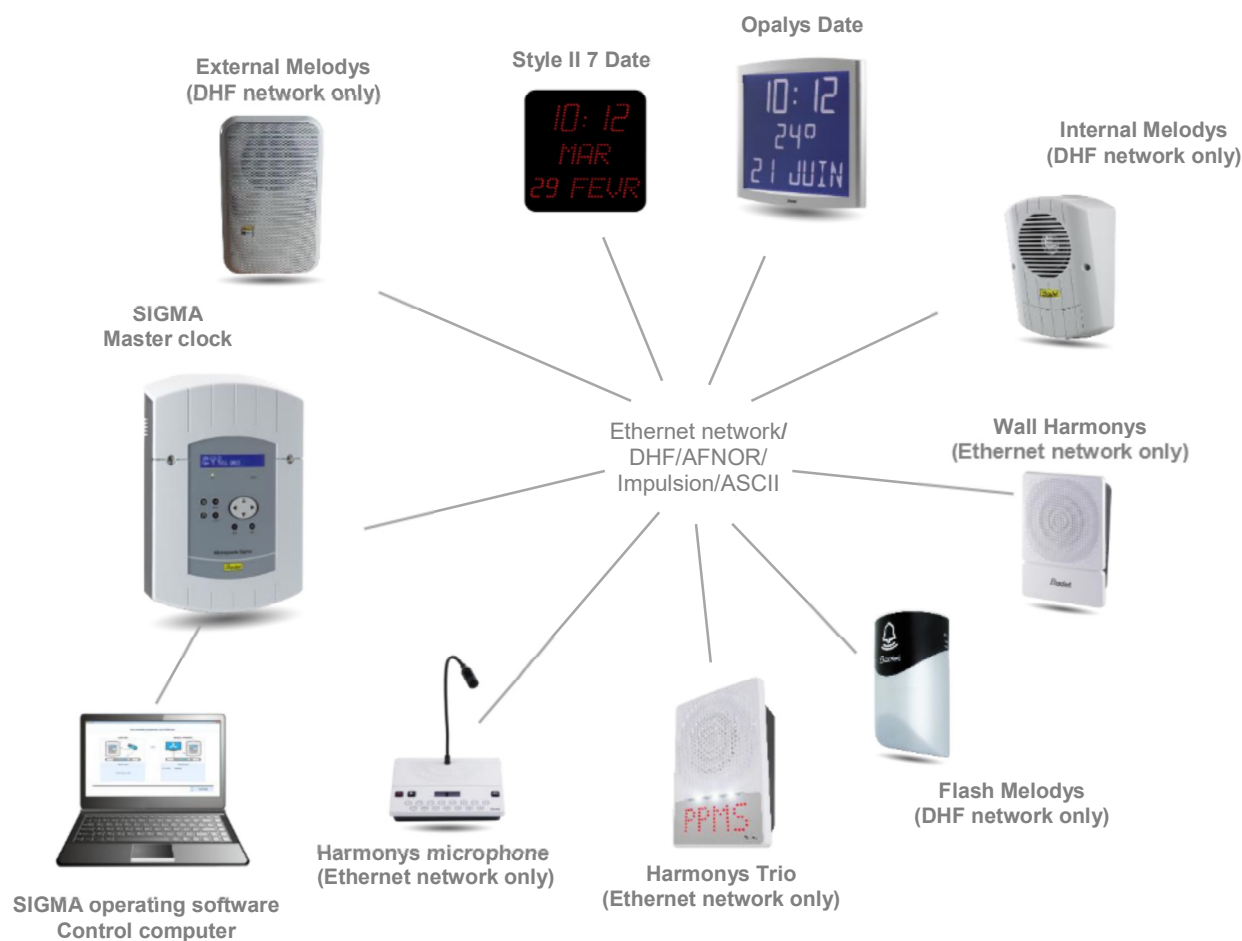 Opalys Date
Style II 7 Date
External Melodys
(DHF network only)
10:12
MAR
29 FEVR
10:12
24°
21 JUIN
Internal Melodys
(DHF network only)
SIGMA
Master clock
Ethernet network/
DHF/AFNOR/
Impulsion/ASCII
Wall Harmonys
(Ethernet network only)
Bodet
Bodet
PPMS
Flash Melodys
(DHF network only)
Harmonys microphone
(Ethernet network only)
Harmonys Trio
(Ethernet network only)
SIGMA operating software
Control computer